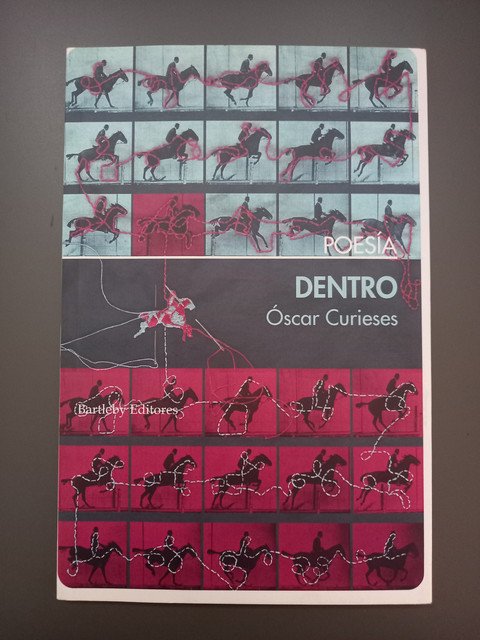 POESÍA
DENTRO
Óscar Curieses
Bartleby Editores